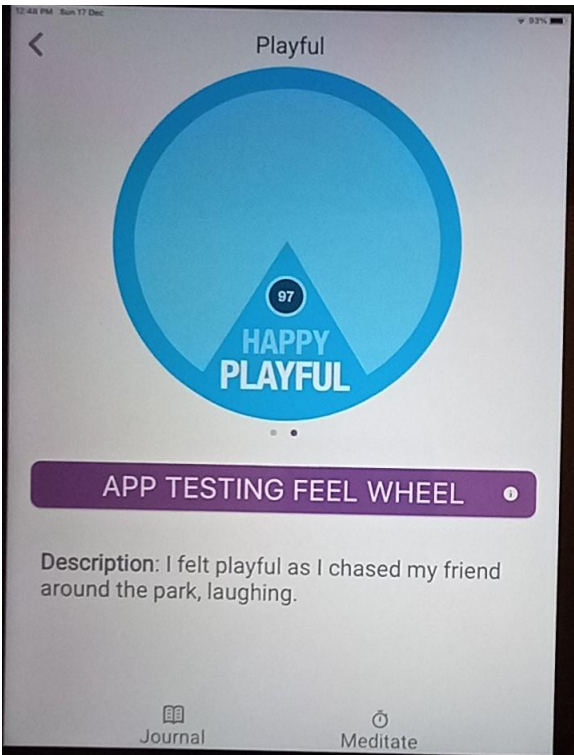 12:48 PM Sun 17 Dec
93%
Playful
97
HAPPY
PLAYFUL
APP TESTING FEEL WHEEL
i
Description: I felt playful as I chased my friend
around the park, laughing.
Journal
Meditate